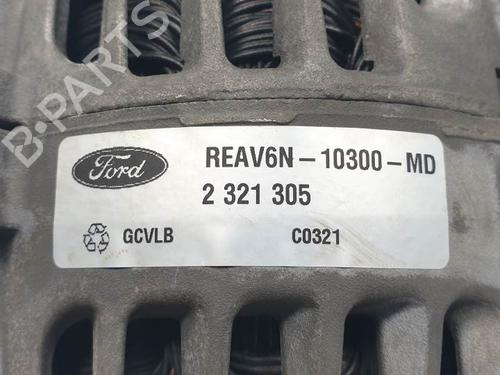 B-PARTS
Ford
REAV6N-10300-MD
2 321 305
GCVLB C0321